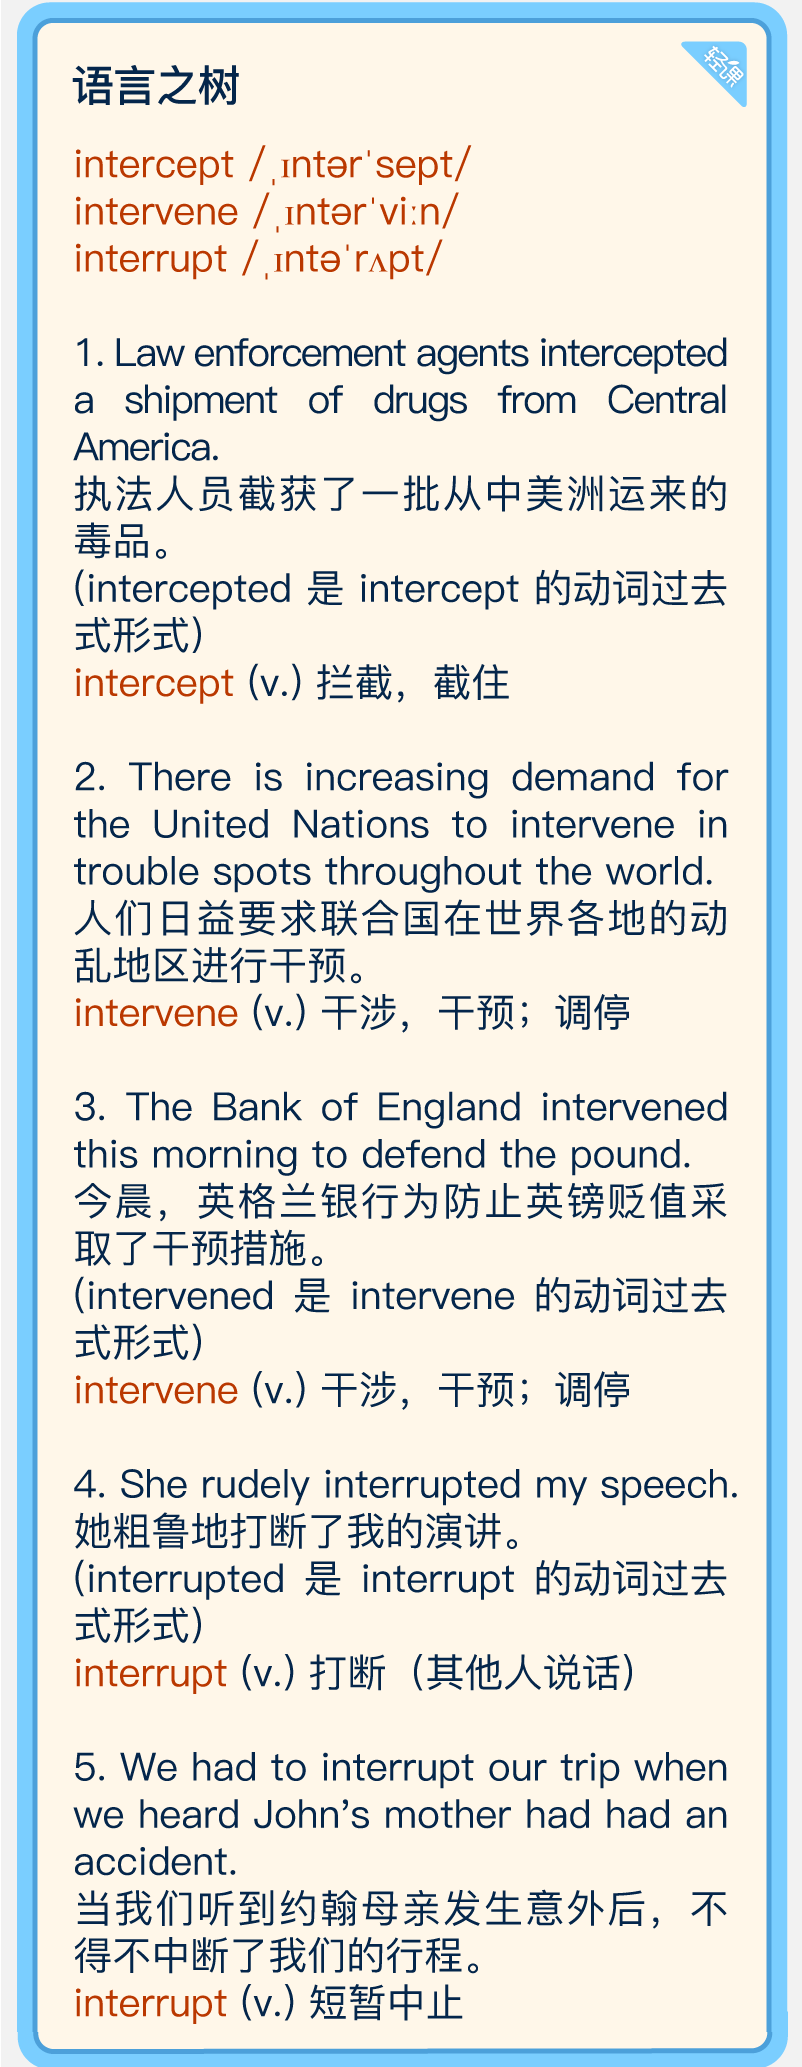 语言之树
轻课
intercept /ˌɪntərˈsept/
intervene /ˌɪntərˈviːn/
interrupt /ˌɪntəˈrʌpt/
1. Law enforcement agents intercepted
a shipment of drugs from Central
America.
执法人员截获了一批从中美洲运来的
毒品。
(intercepted 是 intercept 的动词过去
式形式)
intercept (v.) 拦截，截住
2. There is increasing demand for
the United Nations to intervene in
trouble spots throughout the world.
人们日益要求联合国在世界各地的动
乱地区进行干预。
intervene (v.) 干涉，干预；调停
3. The Bank of England intervened
this morning to defend the pound.
今晨，英格兰银行为防止英镑贬值采
取了干预措施。
(intervened 是 intervene 的动词过去
式形式)
intervene (v.) 干涉，干预；调停
4. She rudely interrupted my speech.
她粗鲁地打断了我的演讲。
(interrupted 是 interrupt 的动词过去
式形式)
interrupt (v.) 打断（其他人说话）
5. We had to interrupt our trip when
we heard John’s mother had had an
accident.
当我们听到约翰母亲发生意外后，不
得不中断了我们的行程。
interrupt (v.) 短暂中止